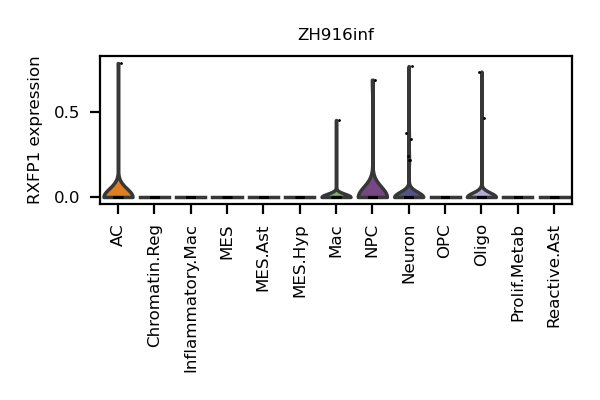 ZH916inf
RXFP1 expression
0.5
0.0
AC
Chromatin.Reg
Inflammatory.Mac
MES
MES.Ast
MES.Hyp
Mac
NPC
Neuron
OPC
Oligo
Prolif.Metab
Reactive.Ast